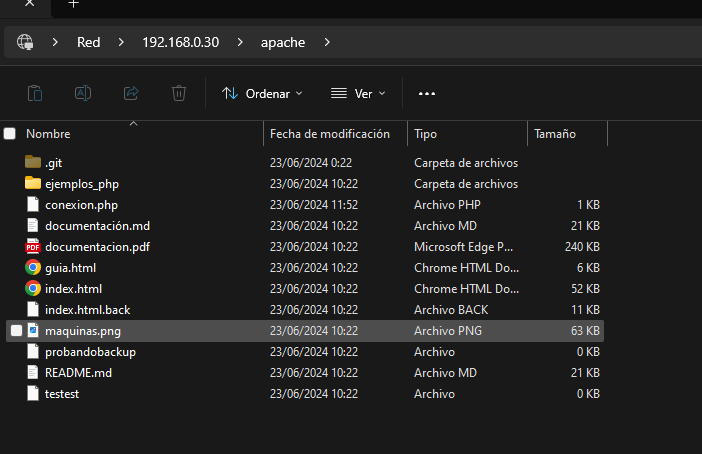 Red > 192.168.0.30 > apache >
Ordenar Ver
Nombre Fecha de modificación Tipo Tamaño
.git 23/06/2024 0:22 Carpeta de archivos
ejemplos_php 23/06/2024 10:22 Carpeta de archivos
conexion.php 23/06/2024 11:52 Archivo PHP 1 KB
documentación.md 23/06/2024 10:22 Archivo MD 21 KB
PDF documentacion.pdf 23/06/2024 10:22 Microsoft Edge P... 240 KB
guia.html 23/06/2024 10:22 Chrome HTML Do... 6 KB
index.html 23/06/2024 10:22 Chrome HTML Do... 52 KB
index.html.back 23/06/2024 10:22 Archivo BACK 11 KB
maquinas.png 23/06/2024 10:22 Archivo PNG 63 KB
probandobackup 23/06/2024 10:22 Archivo 0 KB
README.md 23/06/2024 10:22 Archivo MD 21 KB
testest 23/06/2024 10:22 Archivo 0 KB